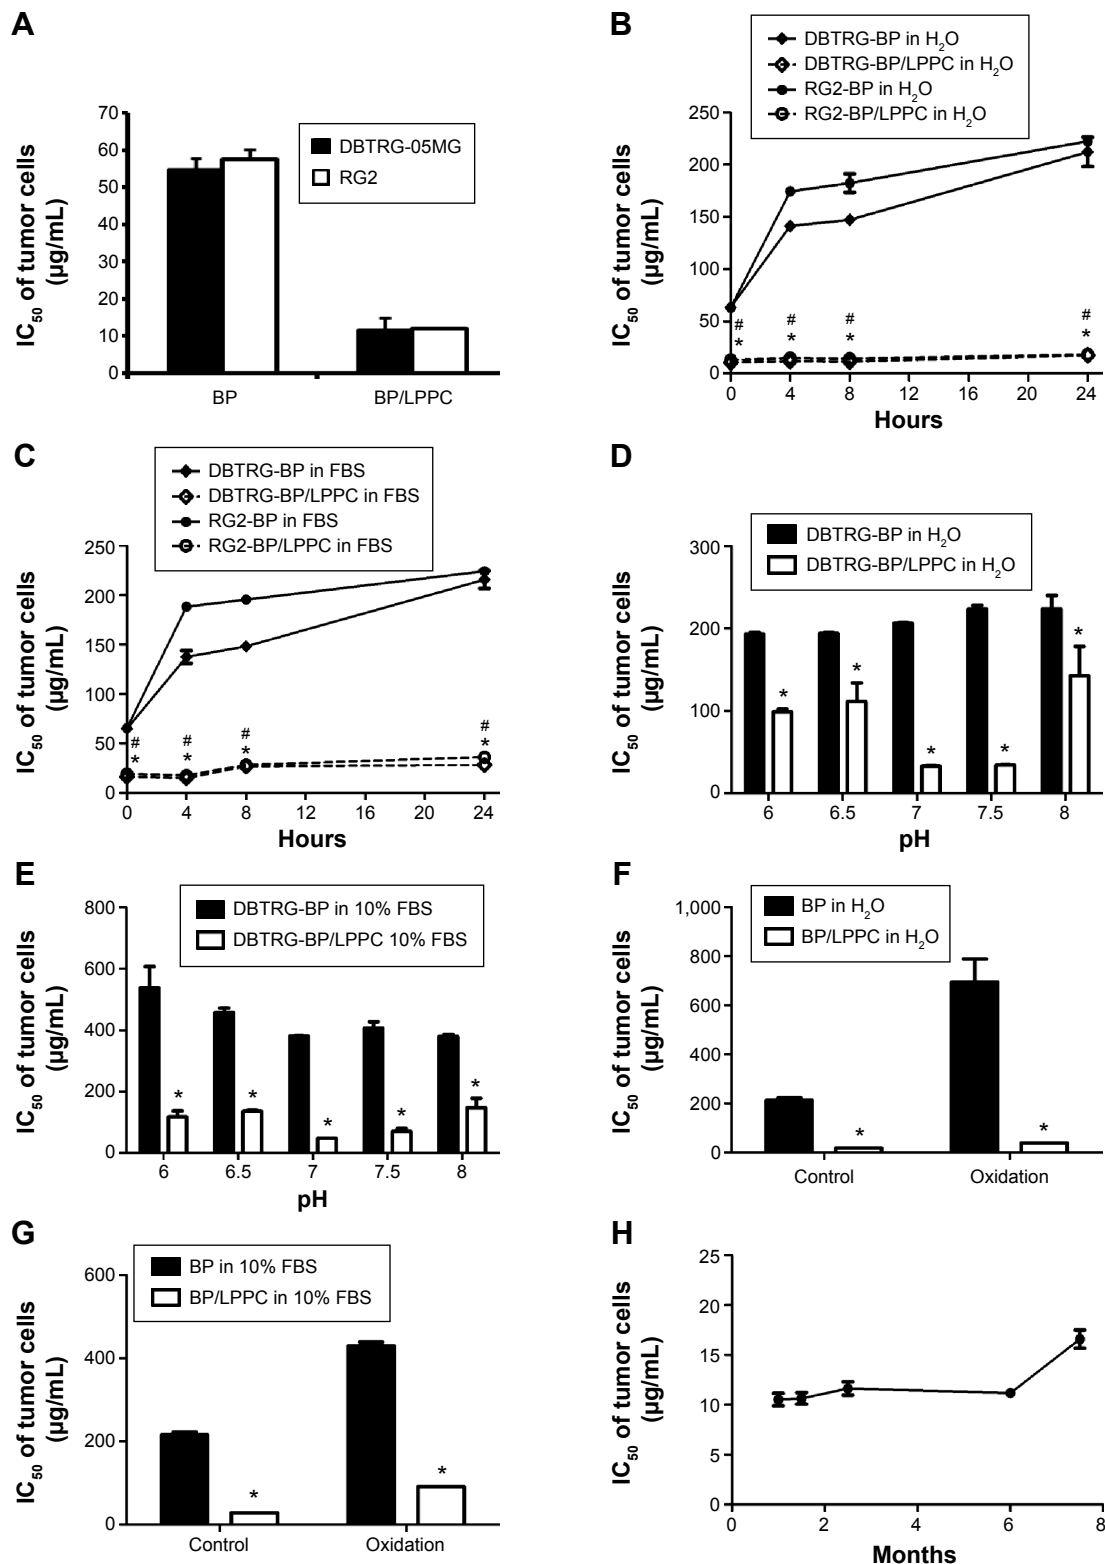 A
IC50 of tumor cells
(µg/mL)
70
60
50
40
30
20
10
0
DBTRG-05MG
RG2
BP
BP/LPPC
B
DBTRG-BP in H2O
DBTRG-BP/LPPC in H2O
RG2-BP in H2O
RG2-BP/LPPC in H2O
IC50 of tumor cells
(µg/mL)
250
200
150
100
50
0
# # # #
* * * *
0 4 8 12 16 20 24
Hours
C
DBTRG-BP in FBS
DBTRG-BP/LPPC in FBS
RG2-BP in FBS
RG2-BP/LPPC in FBS
IC50 of tumor cells
(µg/mL)
250
200
150
100
50
0
# # # #
* * * *
0 4 8 12 16 20 24
Hours
D
DBTRG-BP in H2O
DBTRG-BP/LPPC in H2O
IC50 of tumor cells
(µg/mL)
300
200
100
0
* * * * *
6 6.5 7 7.5 8
pH
E
DBTRG-BP in 10% FBS
DBTRG-BP/LPPC 10% FBS
IC50 of tumor cells
(µg/mL)
800
600
400
200
0
* * * * *
6 6.5 7 7.5 8
pH
F
BP in H2O
BP/LPPC in H2O
IC50 of tumor cells
(µg/mL)
1,000
800
600
400
200
0
* *
Control Oxidation
G
BP in 10% FBS
BP/LPPC in 10% FBS
IC50 of tumor cells
(µg/mL)
600
400
200
0
* *
Control Oxidation
H
IC50 of tumor cells
(µg/mL)
25
20
15
10
5
0
0 2 4 6 8
Months